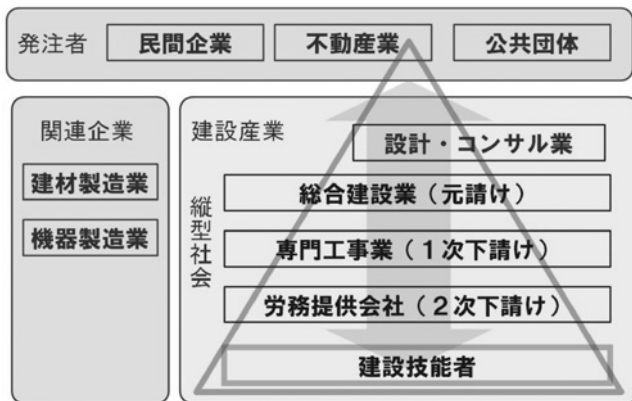 発注者
民間企業
不動産業
公共団体
関連企業
建材製造業
機器製造業
建設産業
縦型社会
設計・コンサル業
総合建設業（元請け）
専門工事業（１次下請け）
労務提供会社（２次下請け）
建設技能者